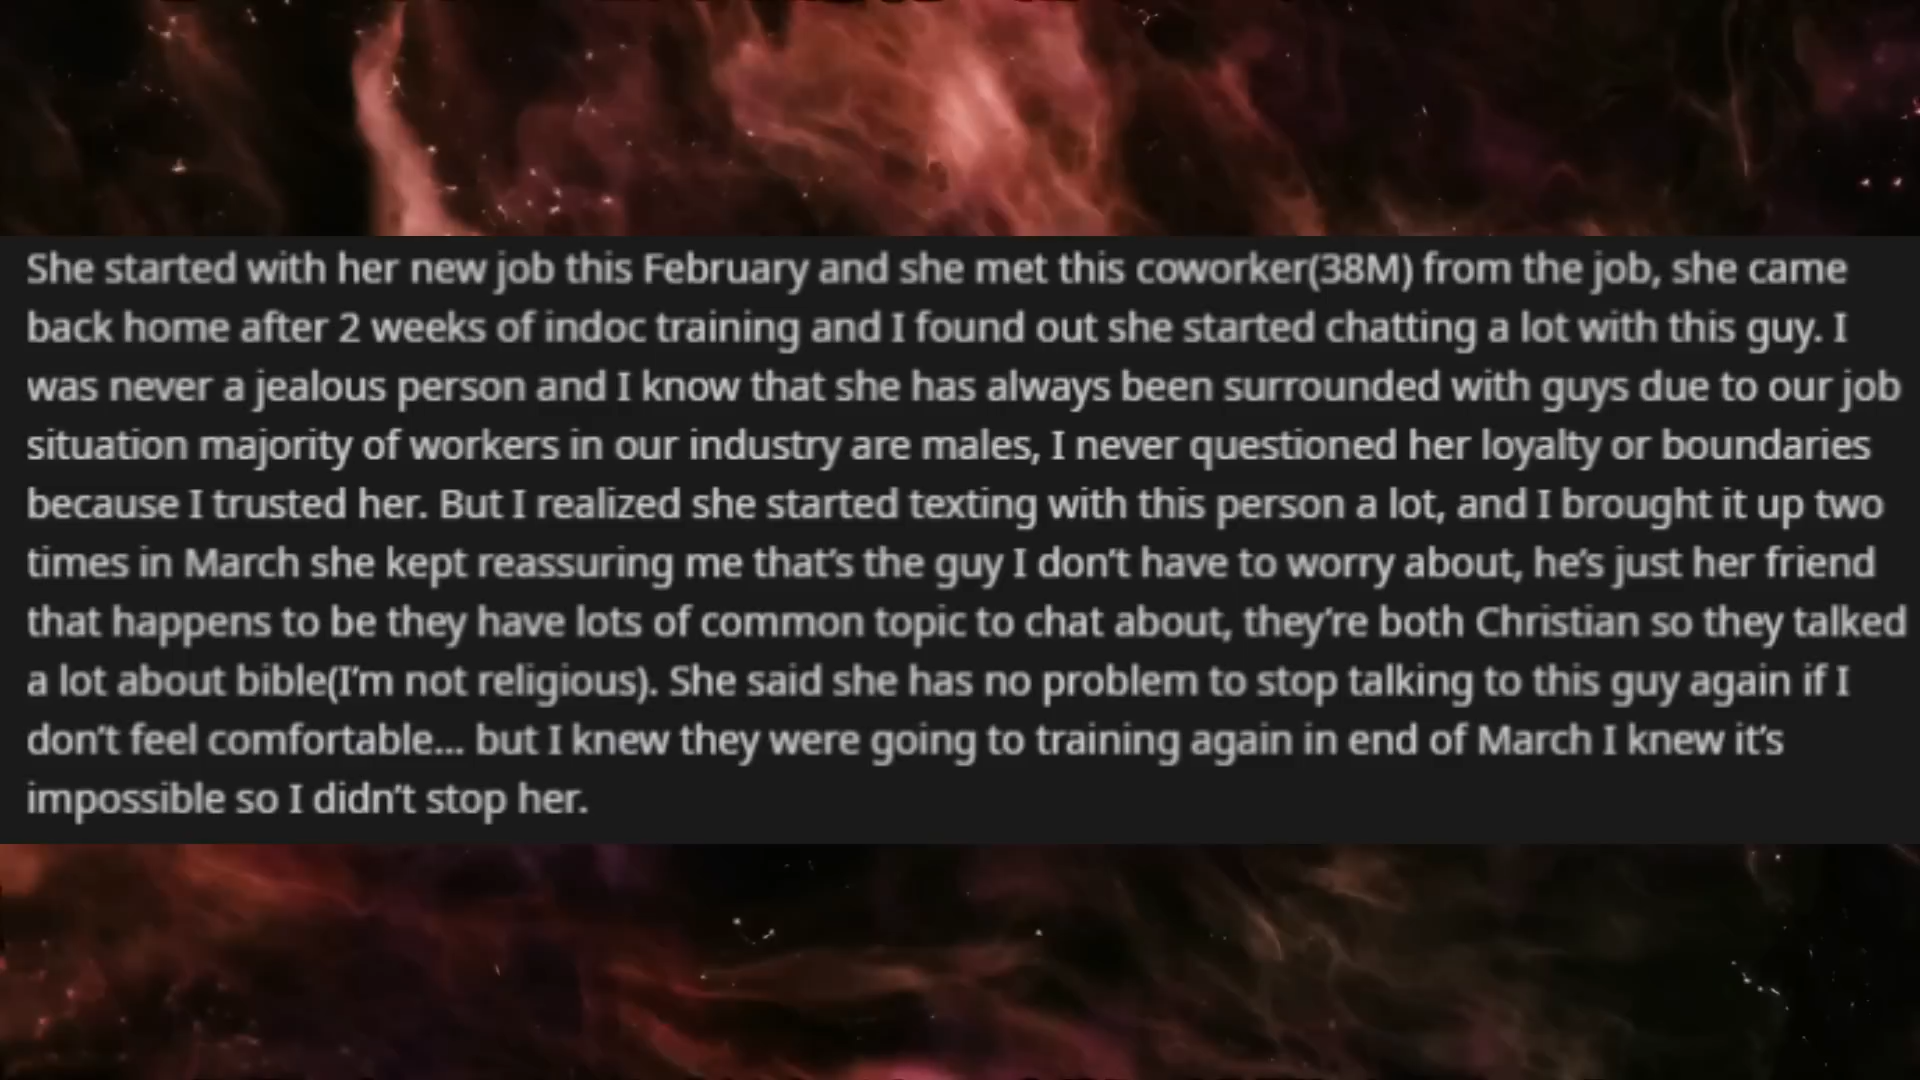 She started with her new job this February and she met this coworker(38M) from the job, she came
back home after 2 weeks of indoc training and I found out she started chatting a lot with this guy. I
was never a jealous person and I know that she has always been surrounded with guys due to our job
situation majority of workers in our industry are males, I never questioned her loyalty or boundaries
because I trusted her. But I realized she started texting with this person a lot, and I brought it up two
times in March she kept reassuring me that’s the guy I don’t have to worry about, he’s just her friend
that happens to be they have lots of common topic to chat about, they’re both Christian so they talked
a lot about bible(I’m not religious). She said she has no problem to stop talking to this guy again if I
don’t feel comfortable... but I knew they were going to training again in end of March I knew it’s
impossible so I didn’t stop her.